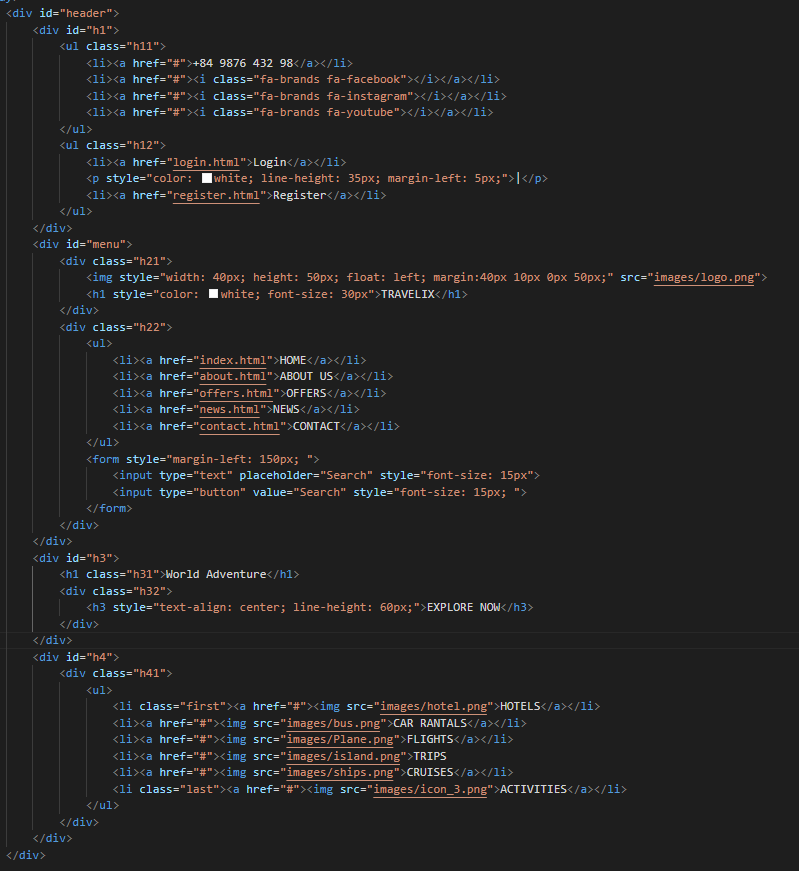 <div id="header">
<div id="h1">
<ul class="h11">
<li><a href="#">+84 9876 432 98</a></li>
<li><a href="#"><i class="fa-brands fa-facebook"></i></a></li>
<li><a href="#"><i class="fa-brands fa-instagram"></i></a></li>
<li><a href="#"><i class="fa-brands fa-youtube"></i></a></li>
</ul>
<ul class="h12">
<li><a href="login.html">Login</a></li>
<p style="color: white; line-height: 35px; margin-left: 5px;">|</p>
<li><a href="register.html">Register</a></li>
</ul>
</div>
<div id="menu">
<div class="h21">
<img style="width: 40px; height: 50px; float: left; margin:40px 10px 0px 50px;" src="images/logo.png">
<h1 style="color: white; font-size: 30px">TRAVELIX</h1>
</div>
<div class="h22">
<ul>
<li><a href="index.html">HOME</a></li>
<li><a href="about.html">ABOUT US</a></li>
<li><a href="offers.html">OFFERS</a></li>
<li><a href="news.html">NEWS</a></li>
<li><a href="contact.html">CONTACT</a></li>
</ul>
<form style="margin-left: 150px; ">
<input type="text" placeholder="Search" style="font-size: 15px">
<input type="button" value="Search" style="font-size: 15px; ">
</form>
</div>
</div>
<div id="h3">
<h1 class="h31">World Adventure</h1>
<div class="h32">
<h3 style="text-align: center; line-height: 60px;">EXPLORE NOW</h3>
</div>
</div>
<div id="h4">
<div class="h41">
<ul>
<li class="first"><a href="#"><img src="images/hotel.png">HOTELS</a></li>
<li><a href="#"><img src="images/bus.png">CAR RANTALS</a></li>
<li><a href="#"><img src="images/Plane.png">FLIGHTS</a></li>
<li><a href="#"><img src="images/island.png">TRIPS
<li><a href="#"><img src="images/ships.png">CRUISES</a></li>
<li class="last"><a href="#"><img src="images/icon_3.png">ACTIVITIES</a></li>
</ul>
</div>
</div>
</div>